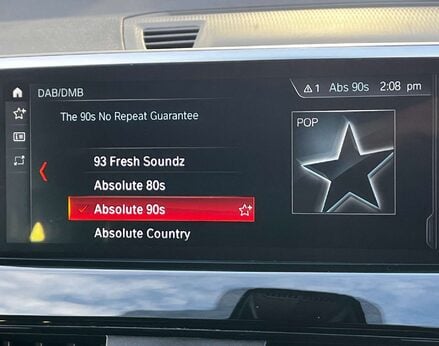 DAB/DMB
1 Abs 90s 2:08 pm
The 90s No Repeat Guarantee
POP
93 Fresh Soundz
Absolute 80s
Absolute 90s
Absolute Country